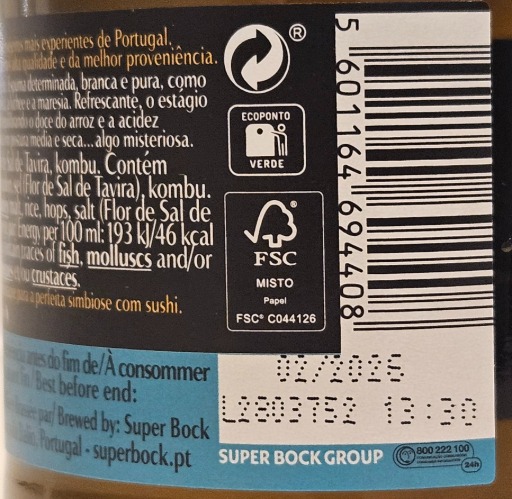 mais experientes de Portugal.
qualidade e da melhor proveniência.
determinada, branca e pura, como
e a maresia. Refrescante, o estágio
o doce do arroz e a acidez
média e seca...algo misteriosa.
de Tavira, kombu. Contém
(Flor de Sal de Tavira), kombu.
rice, hops, salt (Flor de Sal de
Energy per 100 ml: 193 kJ/46 kcal
traces of fish, molluscs and/or
crustaces.
a perfeita simbiose com sushi.
®
ECOPONTO
VERDE
®
FSC
MISTO
Papel
FSC® C044126
5 601164 694408
antes do fim de/À consommer
Best before end:
par/Brewed by: Super Bock
Portugal - superbock.pt
02/2026
L2803T52 13:30
SUPER BOCK GROUP
800 222 100
24h